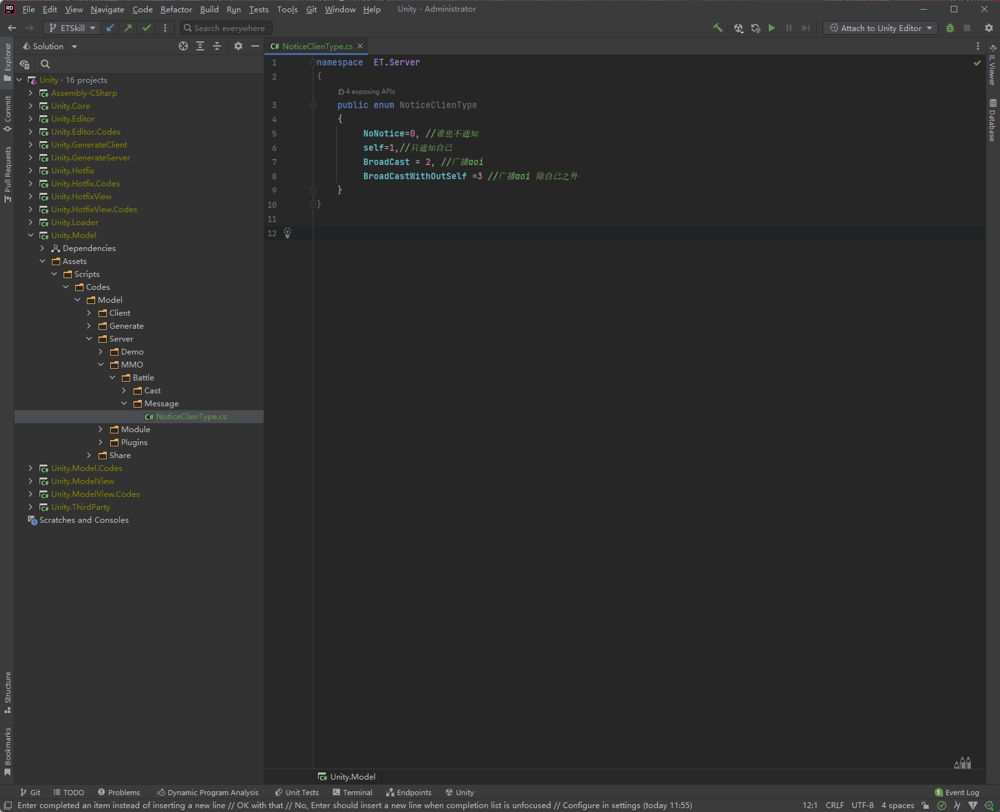 RD File Edit View Navigate Code Refactor Build Run Tests Tools Git Window Help Unity - Administrator
ETSkill Search everywhere Attach to Unity Editor
Explorer
Commit
Pull Requests
Structure
Bookmarks
Solution
Unity · 16 projects
Assembly-CSharp
Unity.Core
Unity.Editor
Unity.Editor.Codes
Unity.GenerateClient
Unity.GenerateServer
Unity.Hotfix
Unity.Hotfix.Codes
Unity.HotfixView
Unity.HotfixView.Codes
Unity.Loader
Unity.Model
Dependencies
Assets
Scripts
Codes
Model
Client
Generate
Server
Demo
MMO
Battle
Cast
Message
C# NoticeClienType.cs
Module
Plugins
Share
Unity.Model.Codes
Unity.ModelView
Unity.ModelView.Codes
Unity.ThirdParty
Scratches and Consoles
C# NoticeClienType.cs
1 namespace ET.Server
2 {
4 exposing APIs
3 public enum NoticeClienType
4 {
5 NoNotice=0, //谁也不通知
6 self=1,//只通知自己
7 BroadCast = 2, //广播aoi
8 BroadCastWithOutSelf =3 //广播aoi 除自己之外
9 }
10 }
11
12
IL Viewer
Database
Unity.Model
Git TODO Problems Dynamic Program Analysis Unit Tests Terminal Endpoints Unity 1 Event Log
Enter completed an item instead of inserting a new line // OK with that // No, Enter should insert a new line when completion list is unfocused // Configure in settings (today 11:55) 12:1 CRLF UTF-8 4 spaces